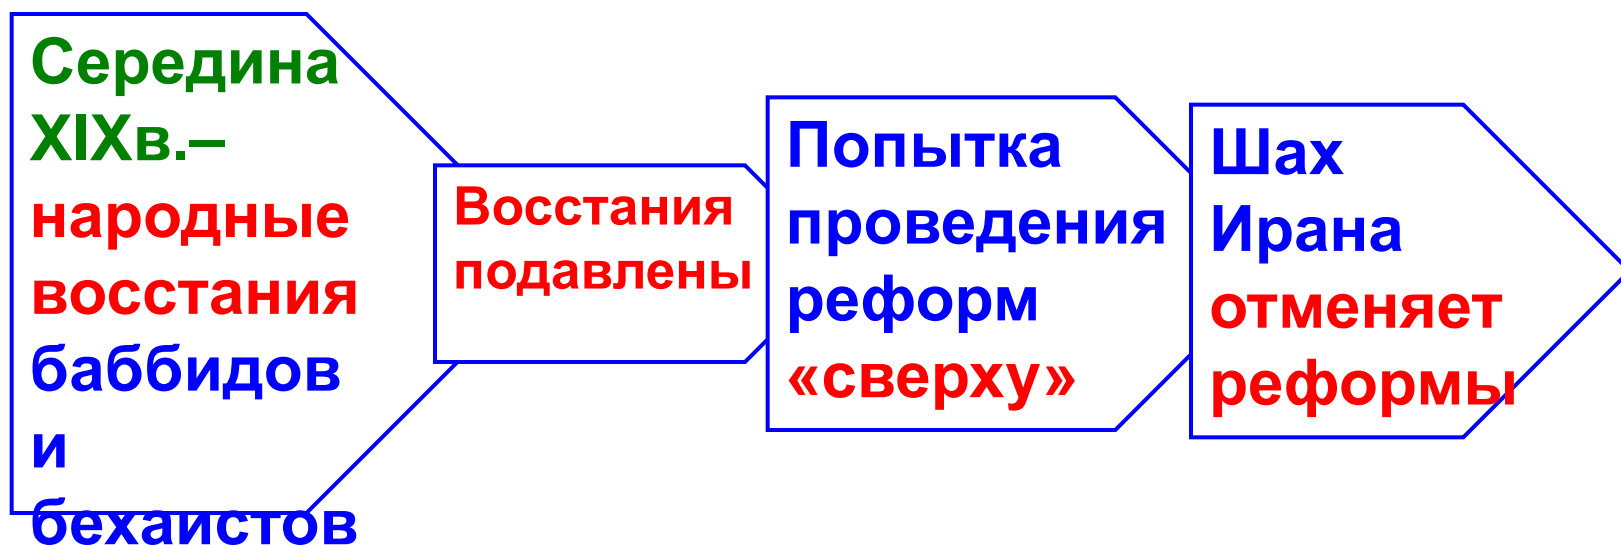 Середина
XIXв.–
народные
восстания
баббидов
и
бехаистов
Восстания
подавлены
Попытка
проведения
реформ
«сверху»
Шах
Ирана
отменяет
реформы